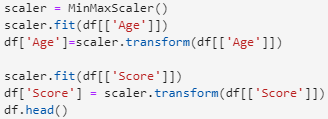 scaler = MinMaxScaler()
scaler.fit(df[['Age']])
df['Age']=scaler.transform(df[['Age']])
scaler.fit(df[['Score']])
df['Score'] = scaler.transform(df[['Score']])
df.head()